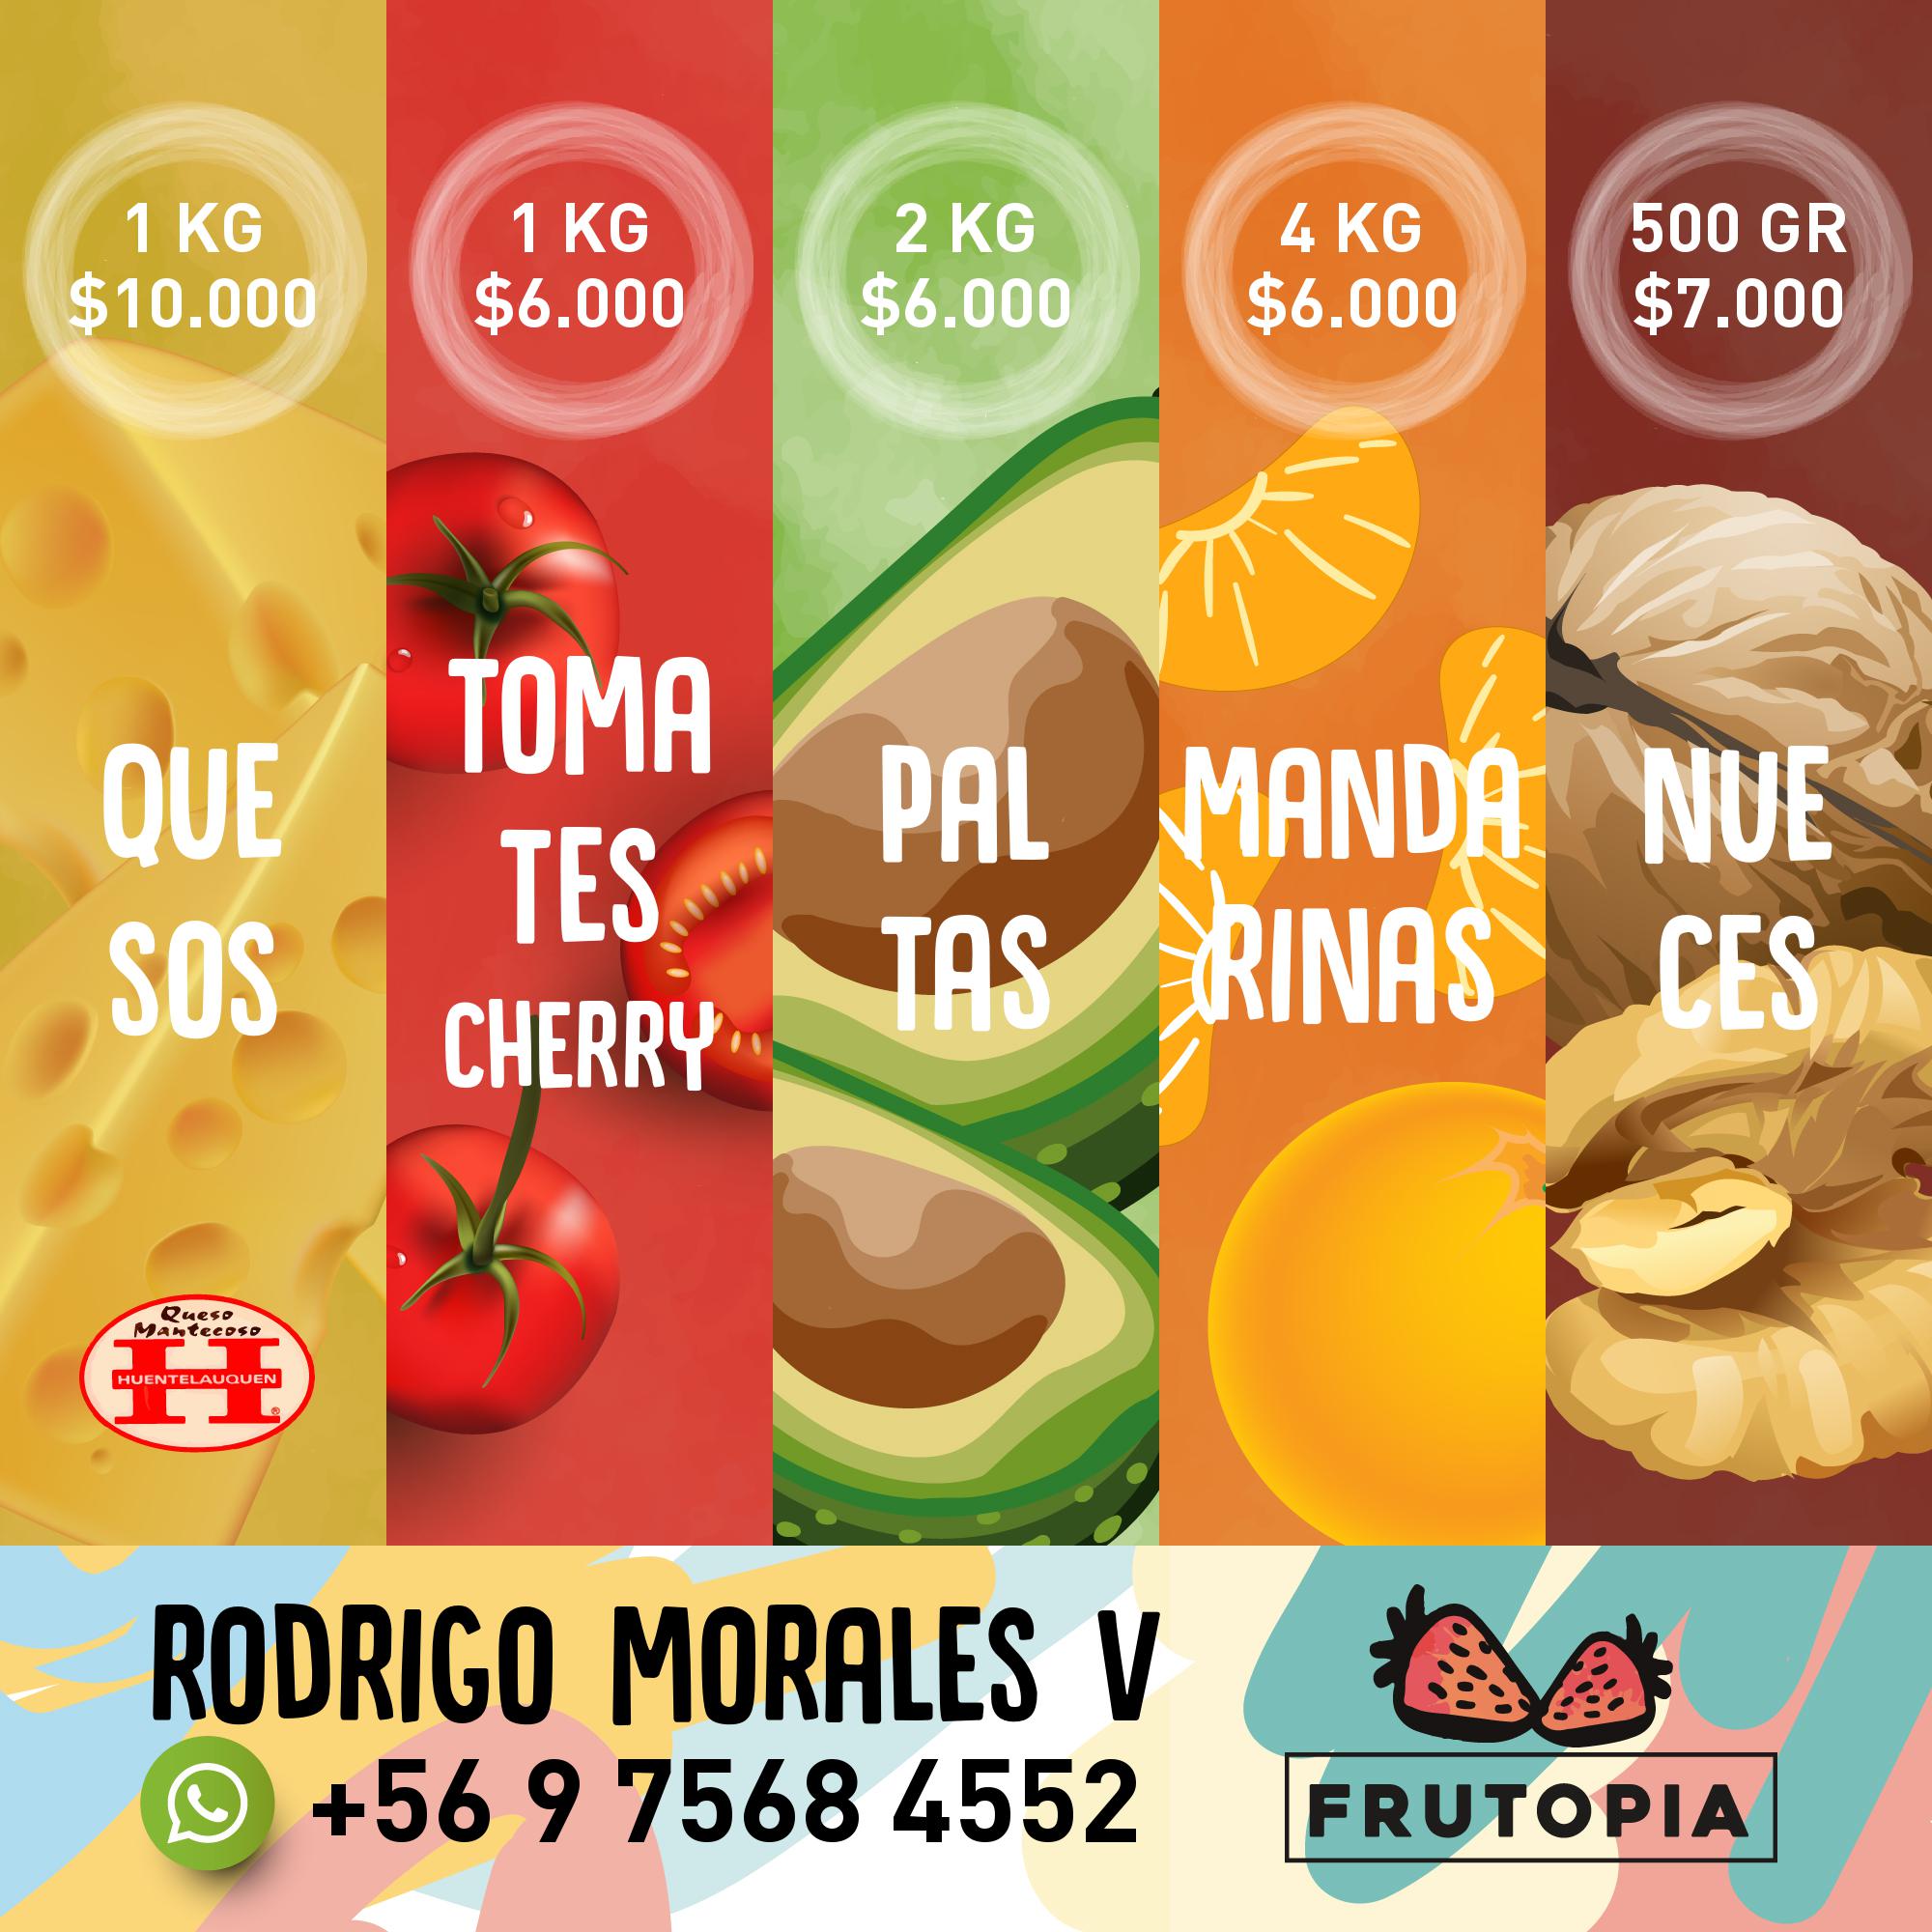 1 KG
$10.000
QUE
SOS
Queso
Mantecoso
H
HUENTELAUQUEN
®
1 KG
$6.000
TOMA
TES
CHERRY
2 KG
$6.000
PAL
TAS
4 KG
$6.000
MANDA
RINAS
500 GR
$7.000
NUE
CES
RODRIGO MORALES V
+56 9 7568 4552
FRUTOPIA